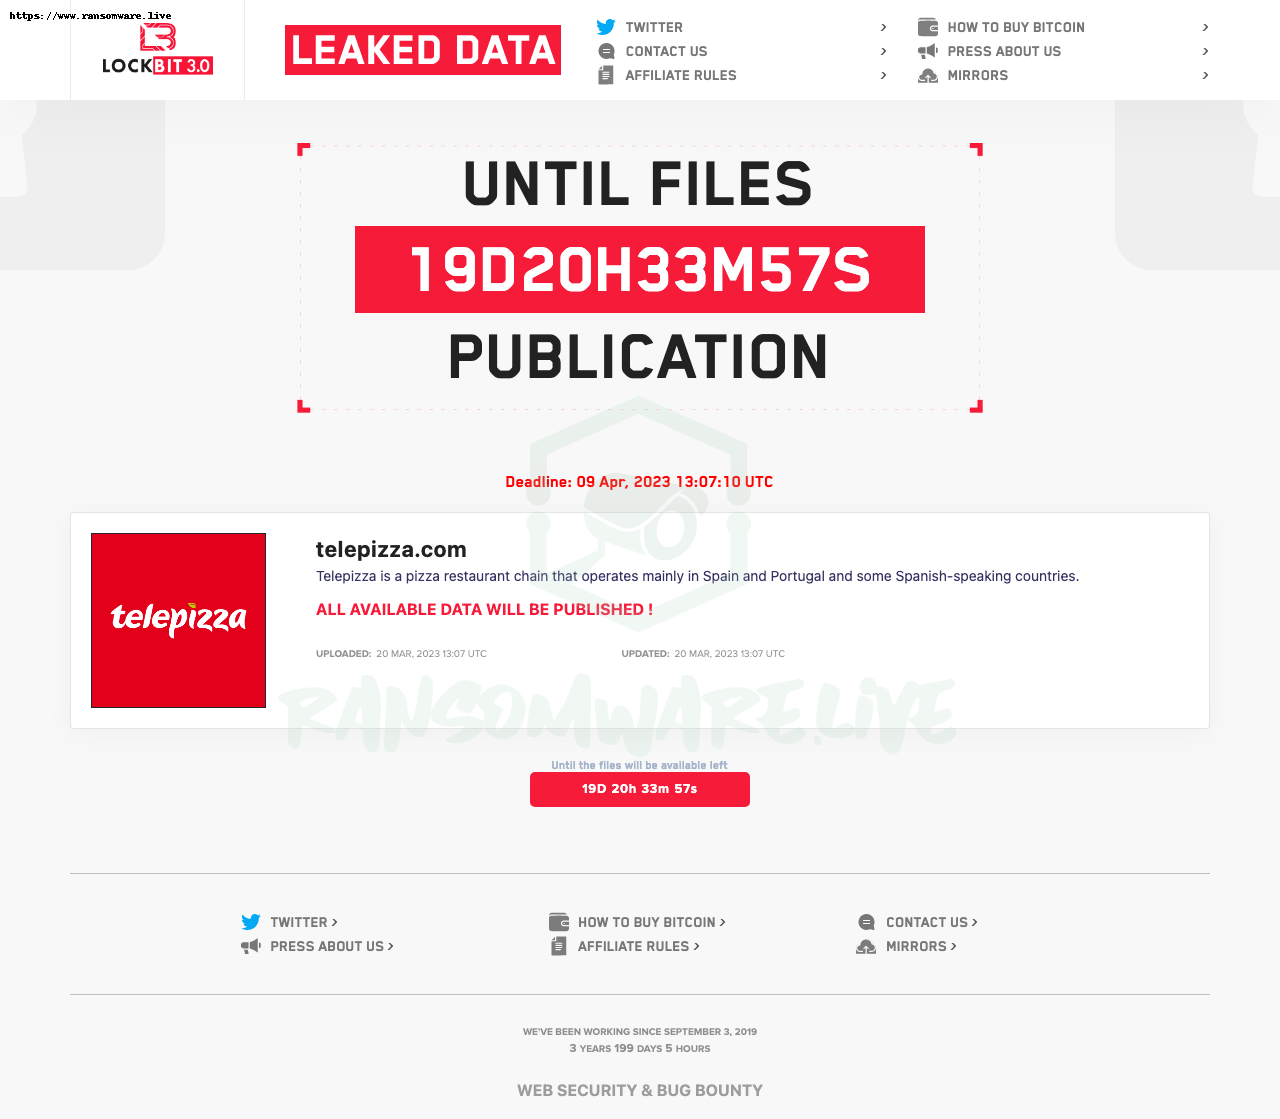 https://www.ransomware.live
LOCKBIT 3.0
LEAKED DATA
TWITTER >
CONTACT US >
AFFILIATE RULES >
HOW TO BUY BITCOIN >
PRESS ABOUT US >
MIRRORS >
UNTIL FILES
19D20H33M57S
PUBLICATION
Deadline: 09 Apr, 2023 13:07:10 UTC
telepizza
telepizza.com
Telepizza is a pizza restaurant chain that operates mainly in Spain and Portugal and some Spanish-speaking countries.
ALL AVAILABLE DATA WILL BE PUBLISHED !
UPLOADED: 20 MAR, 2023 13:07 UTC
UPDATED: 20 MAR, 2023 13:07 UTC
RANSOMWARE.LiVE
Until the files will be available left
19D 20h 33m 57s
TWITTER >
HOW TO BUY BITCOIN >
CONTACT US >
PRESS ABOUT US >
AFFILIATE RULES >
MIRRORS >
WE'VE BEEN WORKING SINCE SEPTEMBER 3, 2019
3 YEARS 199 DAYS 5 HOURS
WEB SECURITY & BUG BOUNTY